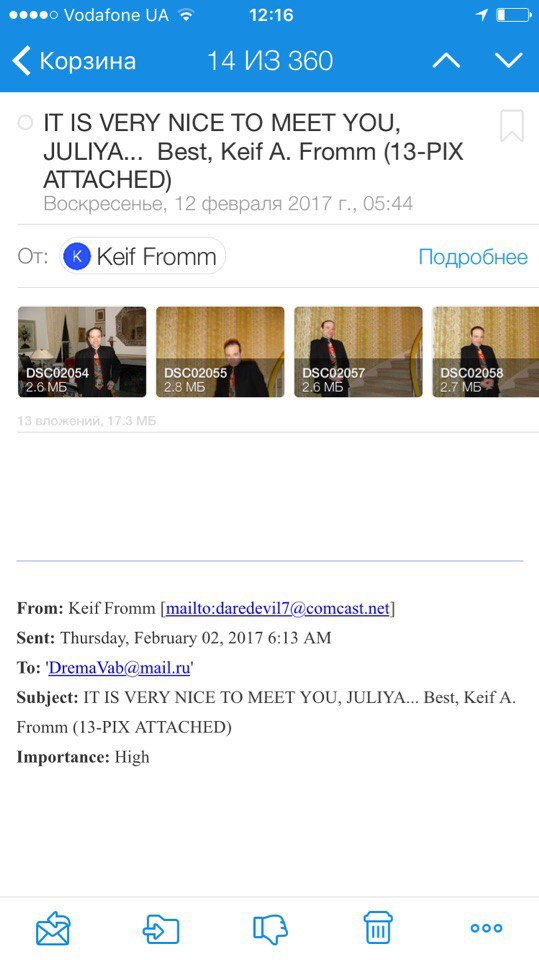 Vodafone UA 12:16
Корзина 14 ИЗ 360
IT IS VERY NICE TO MEET YOU,
JULIYA... Best, Keif A. Fromm (13-PIX
ATTACHED)
Воскресенье, 12 февраля 2017 г., 05:44
От: K Keif Fromm Подробнее
DSC02054 DSC02055 DSC02057 DSC02058
2.6 МБ 2.8 МБ 2.6 МБ 2.7 МБ
13 вложений, 17.3 МБ
From: Keif Fromm [mailto:daredevil7@comcast.net]
Sent: Thursday, February 02, 2017 6:13 AM
To: 'DremaVab@mail.ru'
Subject: IT IS VERY NICE TO MEET YOU, JULIYA... Best, Keif A.
Fromm (13-PIX ATTACHED)
Importance: High